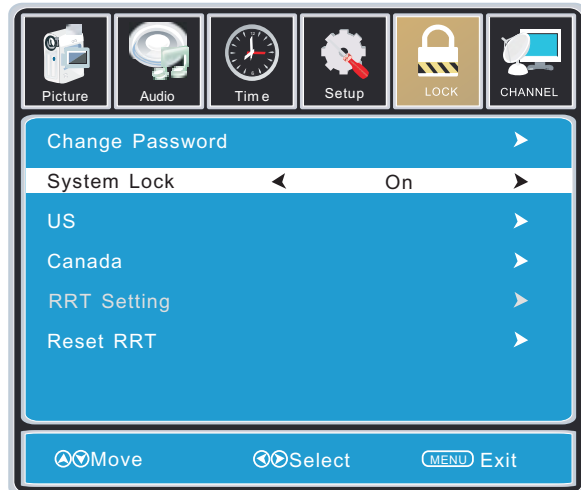 Picture Audio Time Setup LOCK CHANNEL
Change Password
System Lock On
US
Canada
RRT Setting
Reset RRT
Move Select MENU Exit